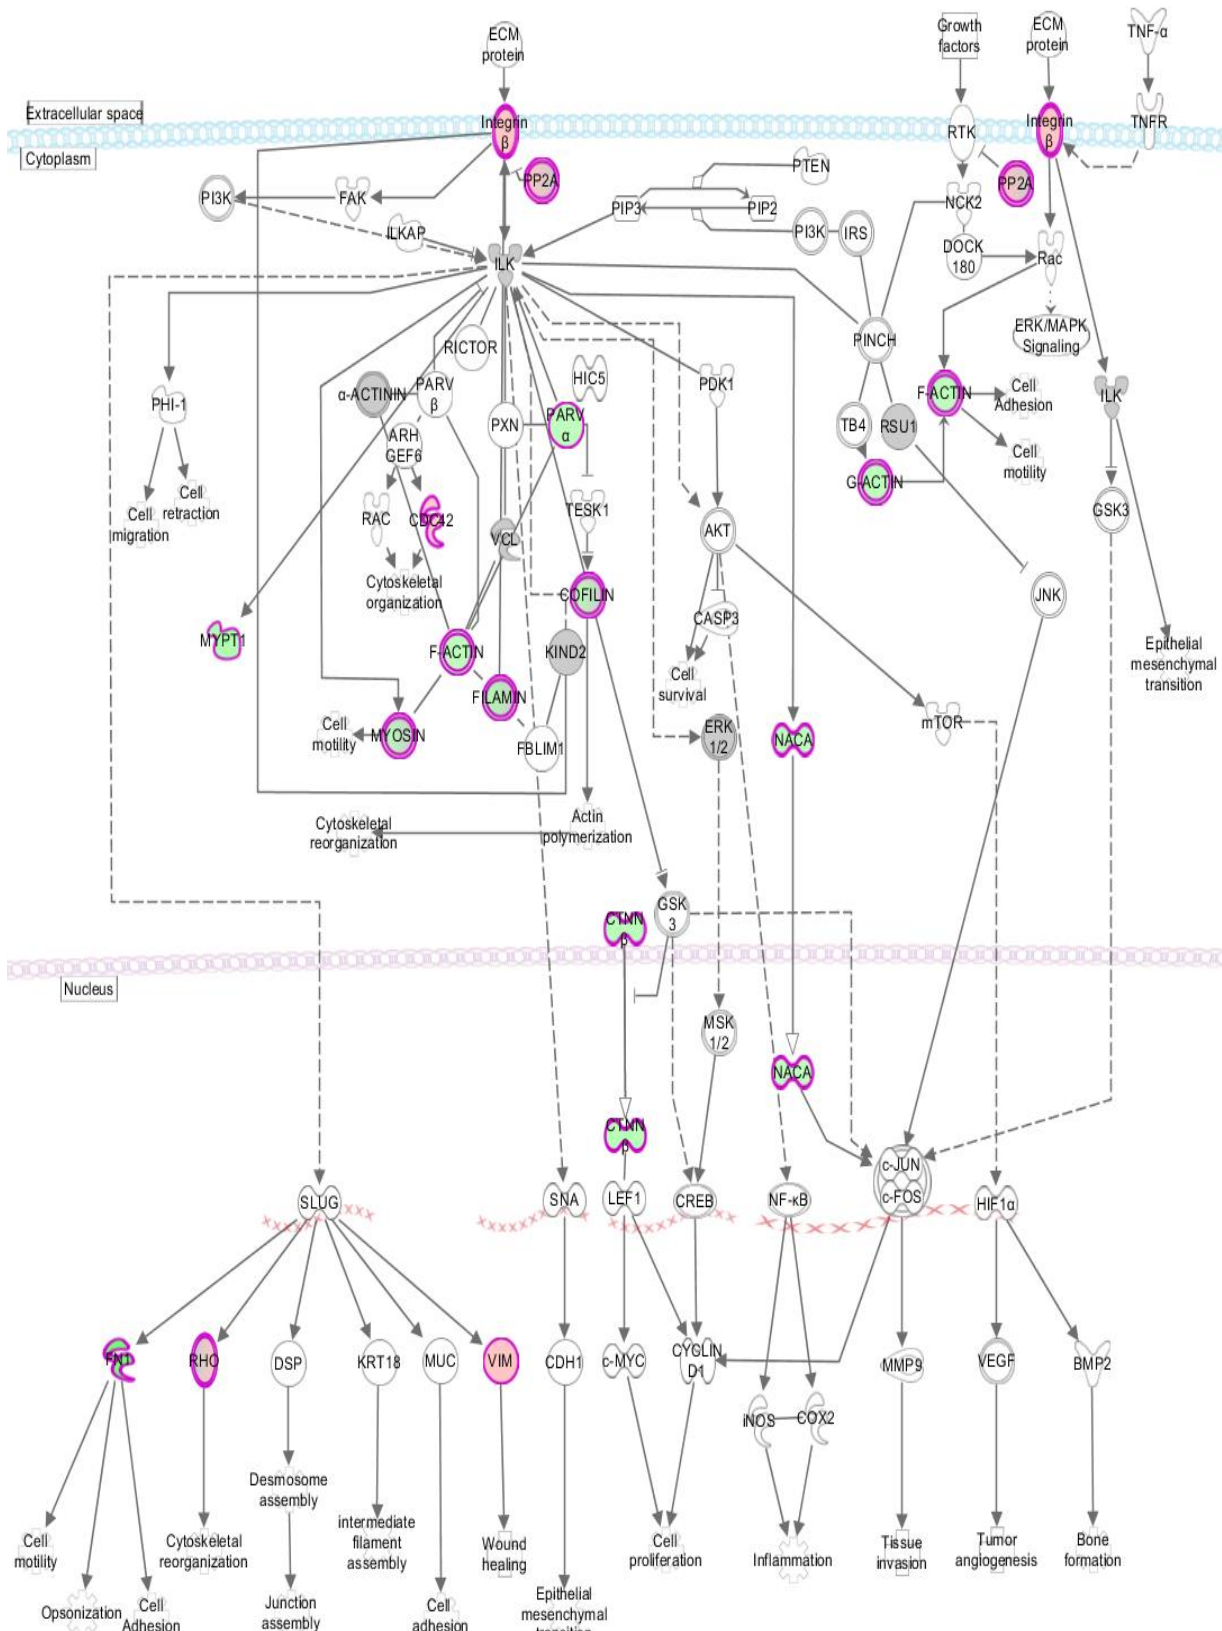 ECM
protein
Growth
factors
ECM
protein
TNF-α
Extracellular space
Integrin
β
RTK
Integrin
β
TNFR
Cytoplasm
PP2A
PTEN
PP2A
PI3K
FAK
PIP3
PIP2
NCK2
ILKAP
PI3K
IRS
DOCK
180
Rac
ILK
ERK/MAPK
Signaling
PINCH
RICTOR
HIC5
PDK1
F-ACTIN
Cell
Adhesion
ILK
α-ACTININ
PARV
β
PHI-1
PXN
PARV
α
TB4
RSU1
ARH
GEF6
Cell
motility
G-ACTIN
Cell
retraction
Cell
migration
RAC
CDC42
TESK1
GSK3
VCL
AKT
Cytoskeletal
organization
COFILIN
JNK
CASP3
MYPT1
F-ACTIN
KIND2
Epithelial
mesenchymal
transition
Cell
survival
FILAMIN
Cell
motility
MYOSIN
FBLIM1
ERK
1/2
NACA
mTOR
Cytoskeletal
reorganization
Actin
polymerization
GSK
3
CTNN
β
Nucleus
MSK
1/2
NACA
CTNN
β
c-JUN
c-FOS
SLUG
SNA
LEF1
CREB
NF-κB
HIF1α
FN1
RHO
DSP
KRT18
MUC
VIM
CDH1
c-MYC
CYCLIN
D1
MMP9
VEGF
BMP2
iNOS
COX2
Desmosome
assembly
Cell
motility
Cytoskeletal
reorganization
intermediate
filament
assembly
Wound
healing
Cell
proliferation
Inflammation
Tissue
invasion
Tumor
angiogenesis
Bone
formation
Opsonization
Cell
Adhesion
Junction
assembly
Cell
adhesion
Epithelial
mesenchymal